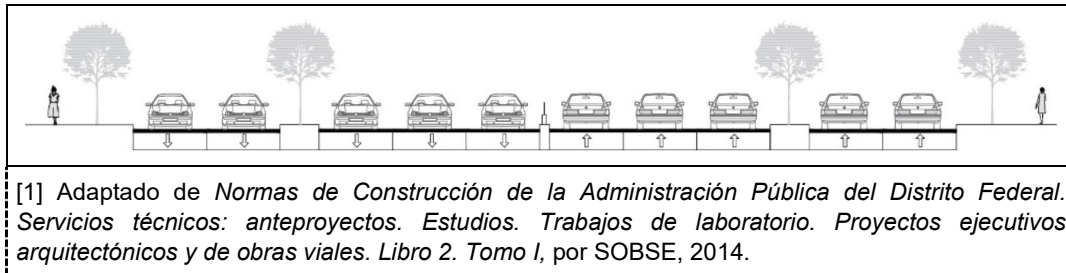 [1] Adaptado de Normas de Construcción de la Administración Pública del Distrito Federal.
Servicios técnicos: anteproyectos. Estudios. Trabajos de laboratorio. Proyectos ejecutivos
arquitectónicos y de obras viales. Libro 2. Tomo I, por SOBSE, 2014.